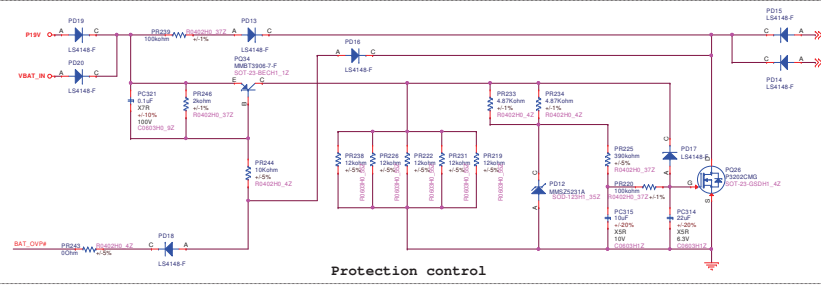 P19V
A
PD19
C
LS4148-F
PR239
100kohm
R0402H0_37Z
+/-1%
A
PD13
C
LS4148-F
PD15
LS4148-F
C
A
VBAT_IN
A
PD20
C
LS4148-F
PQ34
MMBT3906-7-F
SOT-23-BECH1_1Z
E
C
B
PD16
A
C
LS4148-F
C
A
PD14
LS4148-F
PC321
0.1uF
X7R
+/-10%
100V
C0603H0_9Z
PR246
2kohm
+/-1%
R0402H0_37Z
PR233
4.87Kohm
+/-1%
R0402H0_4Z
PR234
4.87Kohm
+/-1%
R0402H0_4Z
PR244
10Kohm
+/-5%
R0402H0_4Z
PR238
12kohm
+/-5%
PR226
12kohm
+/-5%
PR222
12kohm
+/-5%
PR231
12kohm
+/-5%
PR219
12kohm
+/-5%
C
PD12
MMSZ5231A
SOD-123H1_35Z
A
PR225
390kohm
+/-5%
R0402H0_37Z
PR220
100kohm
R0402H0_37Z
+/-1%
C
PD17
LS4148-F
A
D
G
S
PQ26
P3202CMG
SOT-23-GSDH1_4Z
PC315
10uF
+/-20%
X5R
10V
C0603H1Z
PC314
22uF
+/-20%
X5R
6.3V
C0603H1Z
BAT_OVP#
PR243
0Ohm
R0402H0_4Z
+/-5%
PD18
C
A
LS4148-F
Protection control